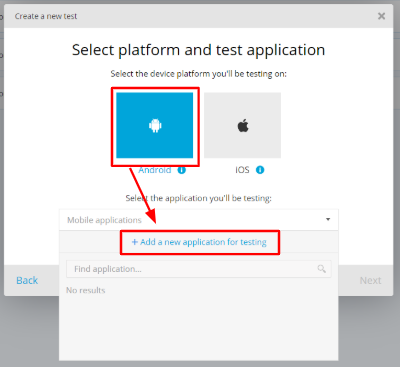 Create a new test
Select platform and test application
Select the device platform you'll be testing on:
Android
iOS
Select the application you'll be testing:
Mobile applications
+ Add a new application for testing
Find application...
No results
Back
Next